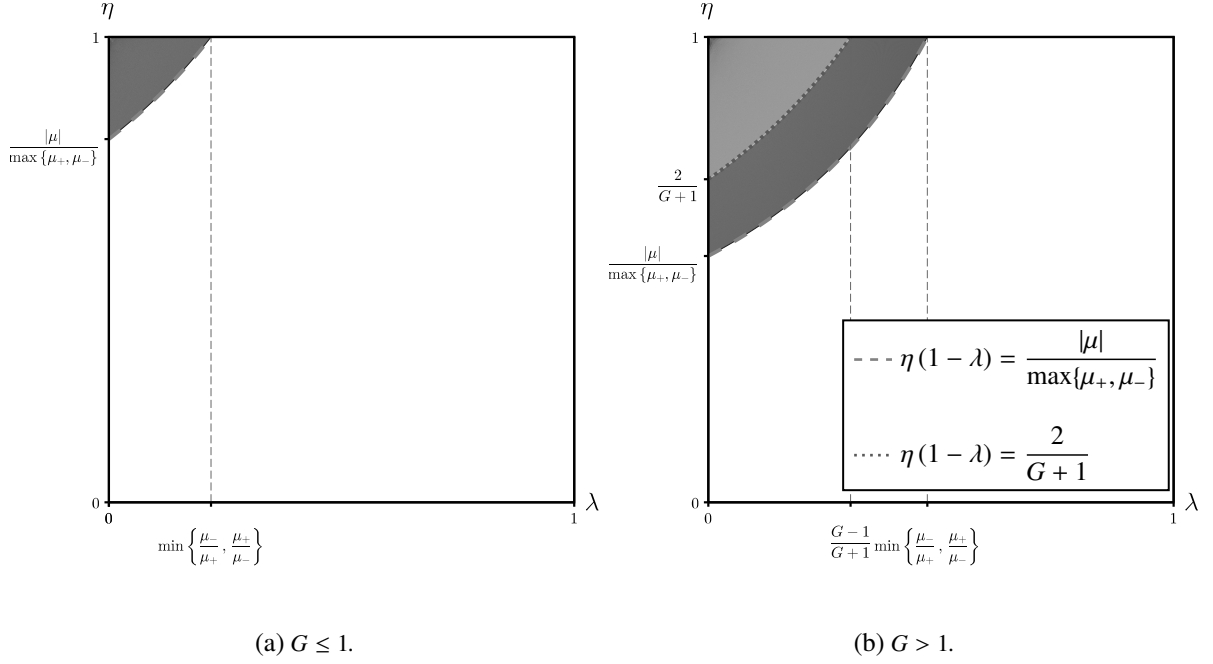 η
1
|μ|
max {μ₊, μ₋}
0
0
1
λ
min { μ₋/μ₊ , μ₊/μ₋ }
(a) G ≤ 1.
η
1
2
G + 1
|μ|
max {μ₊, μ₋}
0
0
1
λ
G − 1
G + 1
min { μ₋/μ₊ , μ₊/μ₋ }
η (1 − λ) = |μ| / max{μ₊, μ₋}
η (1 − λ) = 2 / G + 1
(b) G > 1.